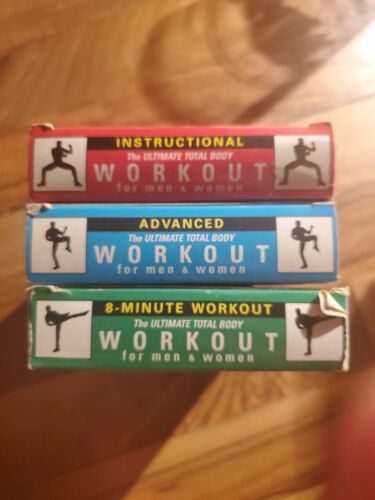 INSTRUCTIONAL
The ULTIMATE TOTAL BODY
WORKOUT
for men & women
ADVANCED
The ULTIMATE TOTAL BODY
WORKOUT
for men & women
8-MINUTE WORKOUT
The ULTIMATE TOTAL BODY
WORKOUT
for men & women